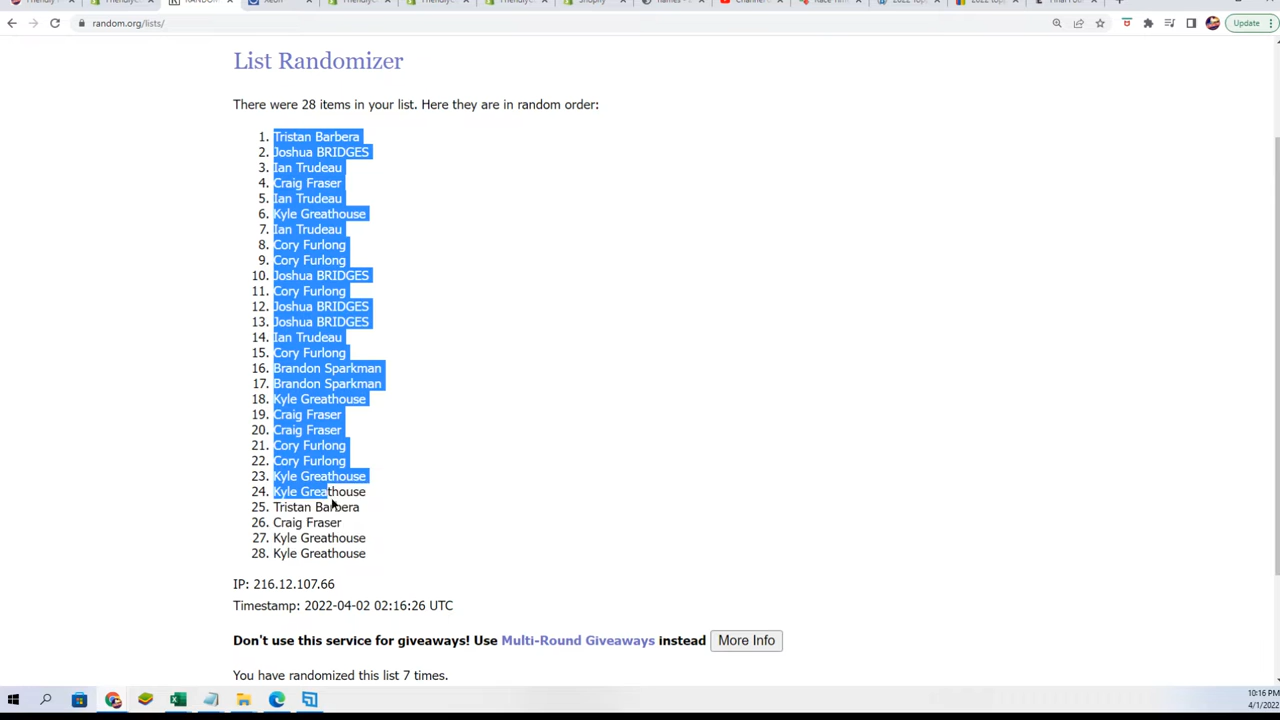 random.org/lists/
Update
List Randomizer
There were 28 items in your list. Here they are in random order:
1. Tristan Barbera
2. Joshua BRIDGES
3. Ian Trudeau
4. Craig Fraser
5. Ian Trudeau
6. Kyle Greathouse
7. Ian Trudeau
8. Cory Furlong
9. Cory Furlong
10. Joshua BRIDGES
11. Cory Furlong
12. Joshua BRIDGES
13. Joshua BRIDGES
14. Ian Trudeau
15. Cory Furlong
16. Brandon Sparkman
17. Brandon Sparkman
18. Kyle Greathouse
19. Craig Fraser
20. Craig Fraser
21. Cory Furlong
22. Cory Furlong
23. Kyle Greathouse
24. Kyle Greathouse
25. Tristan Barbera
26. Craig Fraser
27. Kyle Greathouse
28. Kyle Greathouse
IP: 216.12.107.66
Timestamp: 2022-04-02 02:16:26 UTC
Don't use this service for giveaways! Use Multi-Round Giveaways instead More Info
You have randomized this list 7 times.
10:16 PM
4/1/2022